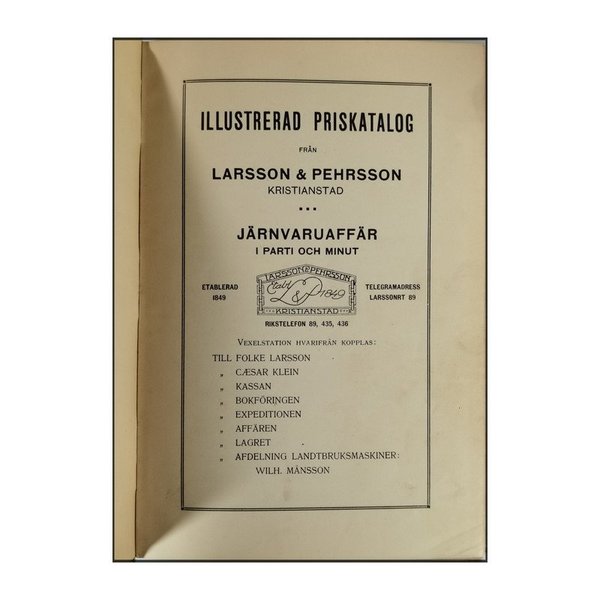 ILLUSTRERAD PRISKATALOG
FRÅN
LARSSON & PEHRSSON
KRISTIANSTAD
JÄRNVARUAFFÄR
I PARTI OCH MINUT
ETABLERAD
1849
LARSSON & PEHRSSON
Etabl 1849
L & P
KRISTIANSTAD
TELEGRAMADRESS
LARSSONRT 89
RIKSTELEFON 89, 435, 436
VEXELSTATION HVARIFRÅN KOPPLAS:
TILL FOLKE LARSSON
„ CÆSAR KLEIN
„ KASSAN
„ BOKFÖRINGEN
„ EXPEDITIONEN
„ AFFÄREN
„ LAGRET
„ AFDELNING LANDTBRUKSMASKINER:
WILH. MÅNSSON